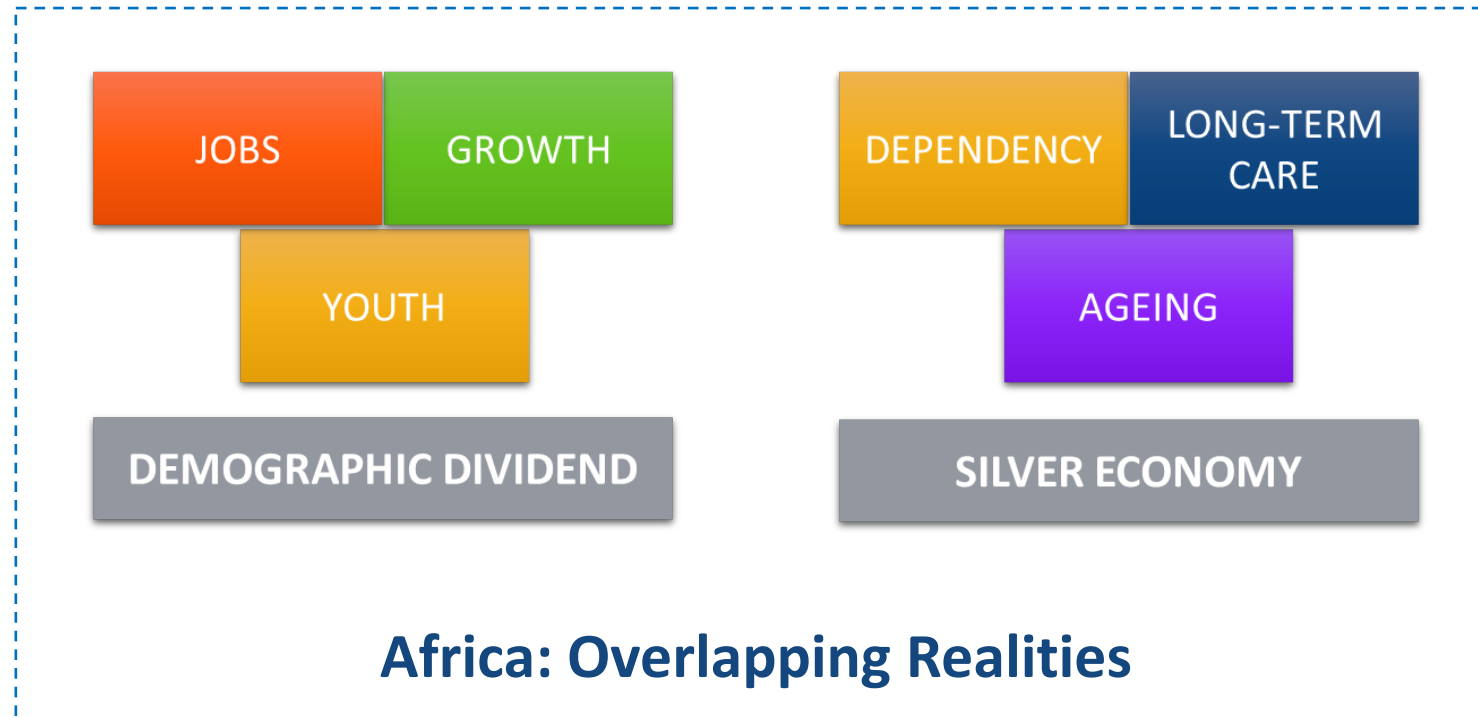 JOBS
GROWTH
YOUTH
DEMOGRAPHIC DIVIDEND
DEPENDENCY
LONG-TERM
CARE
AGEING
SILVER ECONOMY
Africa: Overlapping Realities